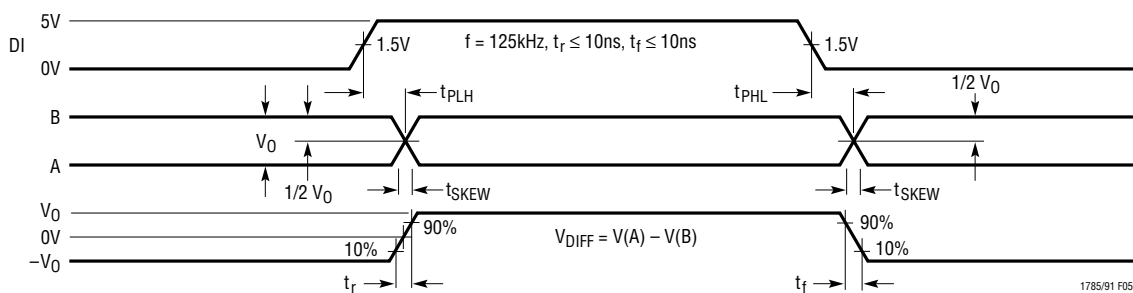 5V
DI
1.5V
f = 125kHz, tr ≤ 10ns, tf ≤ 10ns
1.5V
0V
tPLH
tPHL
1/2 VO
B
VO
A
1/2 VO
tSKEW
tSKEW
VO
0V
–VO
10%
90%
VDIFF = V(A) – V(B)
90%
10%
tr
tf
1785/91 F05